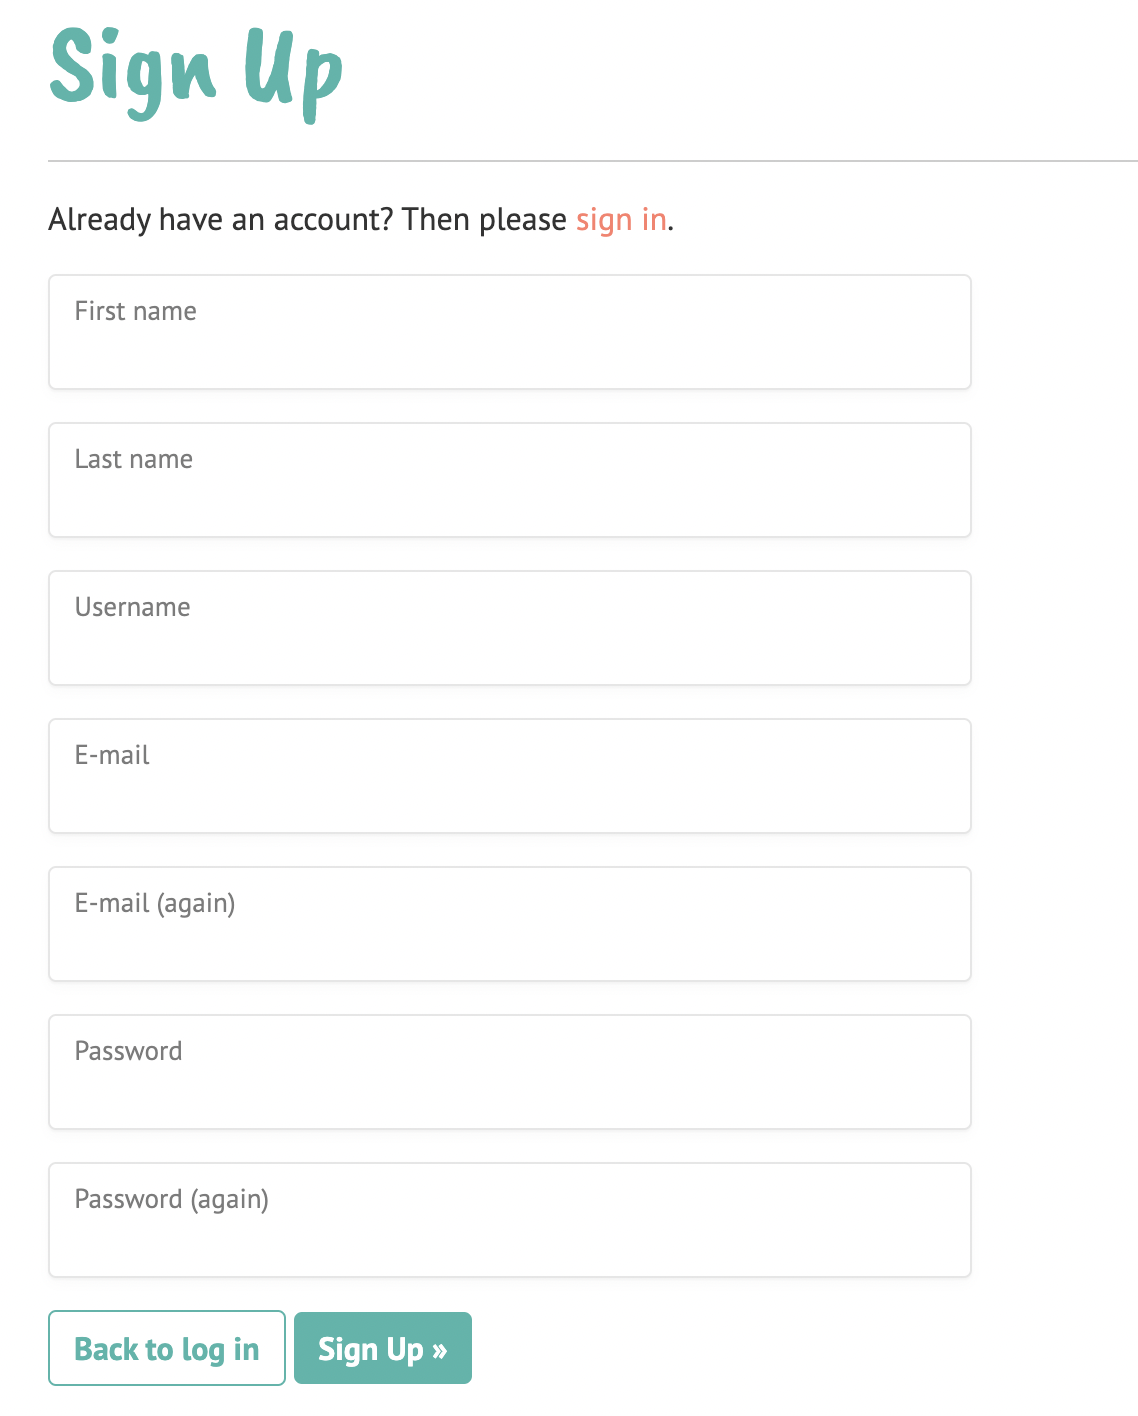 Sign Up
Already have an account? Then please sign in.
First name
Last name
Username
E-mail
E-mail (again)
Password
Password (again)
Back to log in
Sign Up »